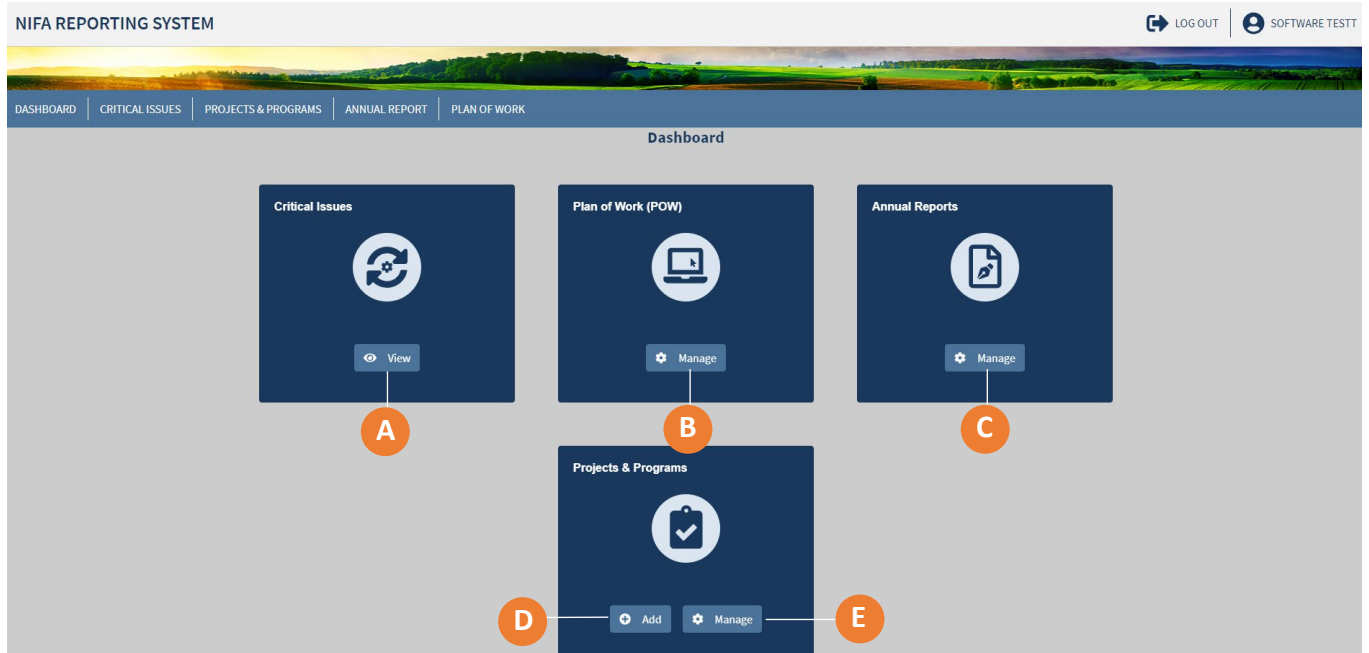 NIFA REPORTING SYSTEM
LOG OUT
SOFTWARE TESTT
DASHBOARD
CRITICAL ISSUES
PROJECTS & PROGRAMS
ANNUAL REPORT
PLAN OF WORK
Dashboard
Critical Issues
View
A
Plan of Work (POW)
Manage
B
Annual Reports
Manage
C
Projects & Programs
D
Add
Manage
E